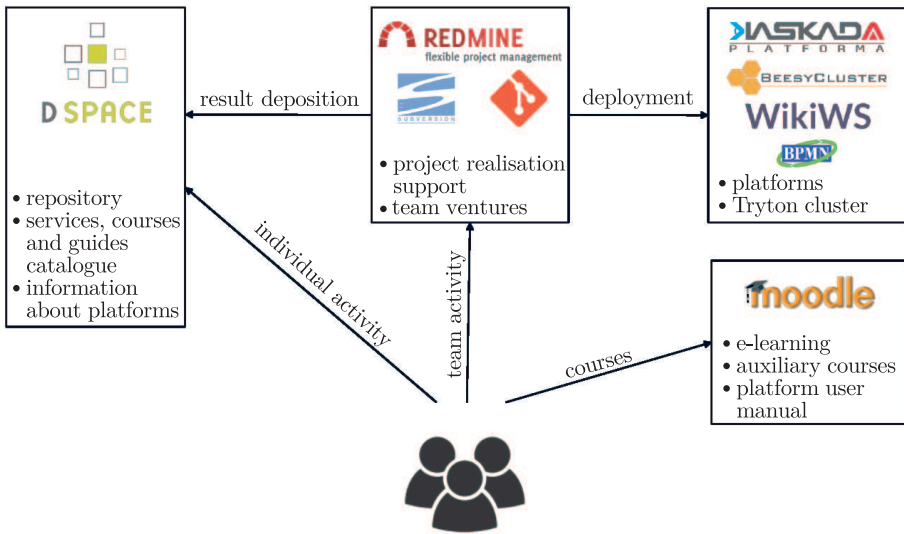 D SPACE
• repository
• services, courses
and guides
catalogue
• information
about platforms
result deposition
REDMINE
flexible project management
SUBVERSION
git
• project realisation
support
• team ventures
deployment
KASKADA
PLATFORMA
BEESYCLUSTER
WikiWS
BPMN
• platforms
• Tryton cluster
individual activity
team activity
courses
moodle
• e-learning
• auxiliary courses
• platform user
manual